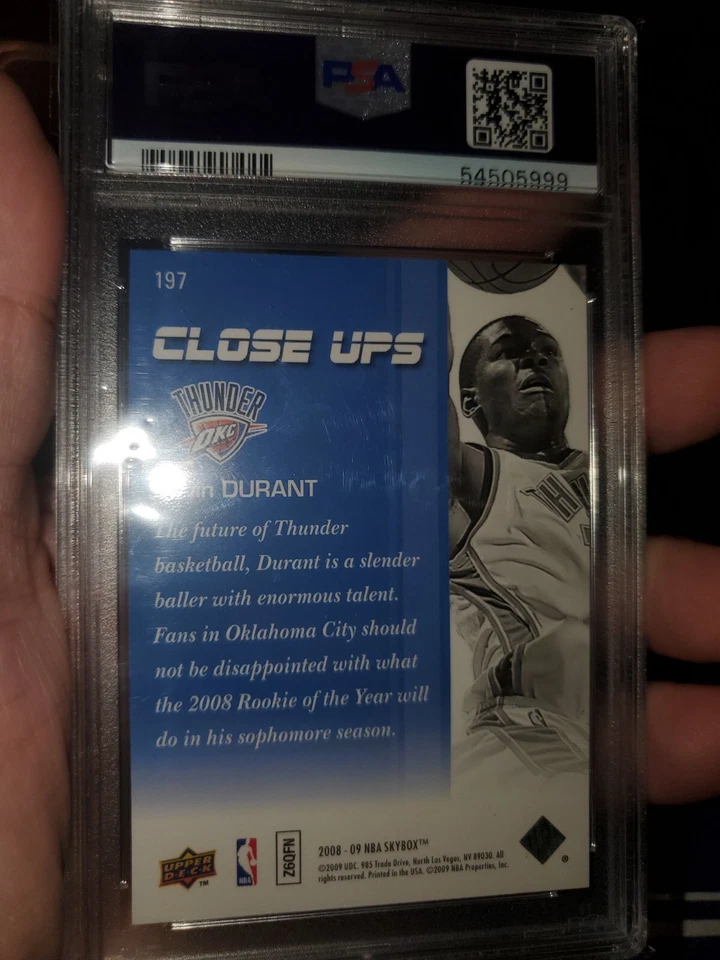 PSA
54505999
197
CLOSE UPS
THUNDER
OKC
DURANT
The future of Thunder
basketball, Durant is a slender
baller with enormous talent.
Fans in Oklahoma City should
not be disappointed with what
the 2008 Rookie of the Year will
do in his sophomore season.
UPPER
DECK
TM
NBA
Z6QFN
2008 - 09 NBA SKYBOX™
©2009 UDC. 985 Trade Drive, North Las Vegas, NV 89030. All
rights reserved. Printed in the USA. ©2009 NBA Properties, Inc.
®